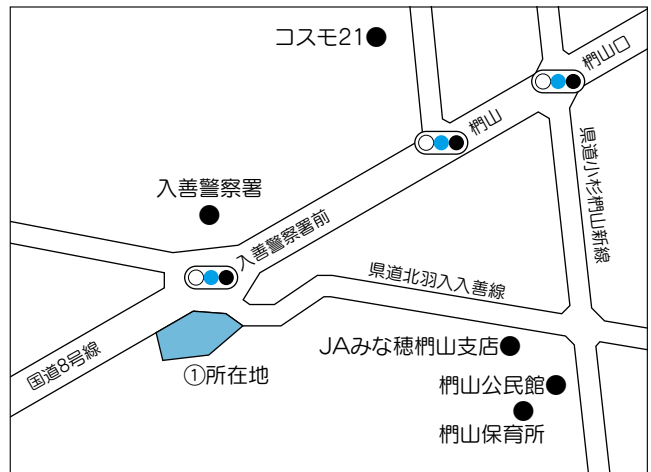 コスモ21
椚山口
椚山
県道小杉椚山新線
入善警察署
入善警察署前
県道北羽入入善線
国道8号線
①所在地
JAみな穂椚山支店
椚山公民館
椚山保育所